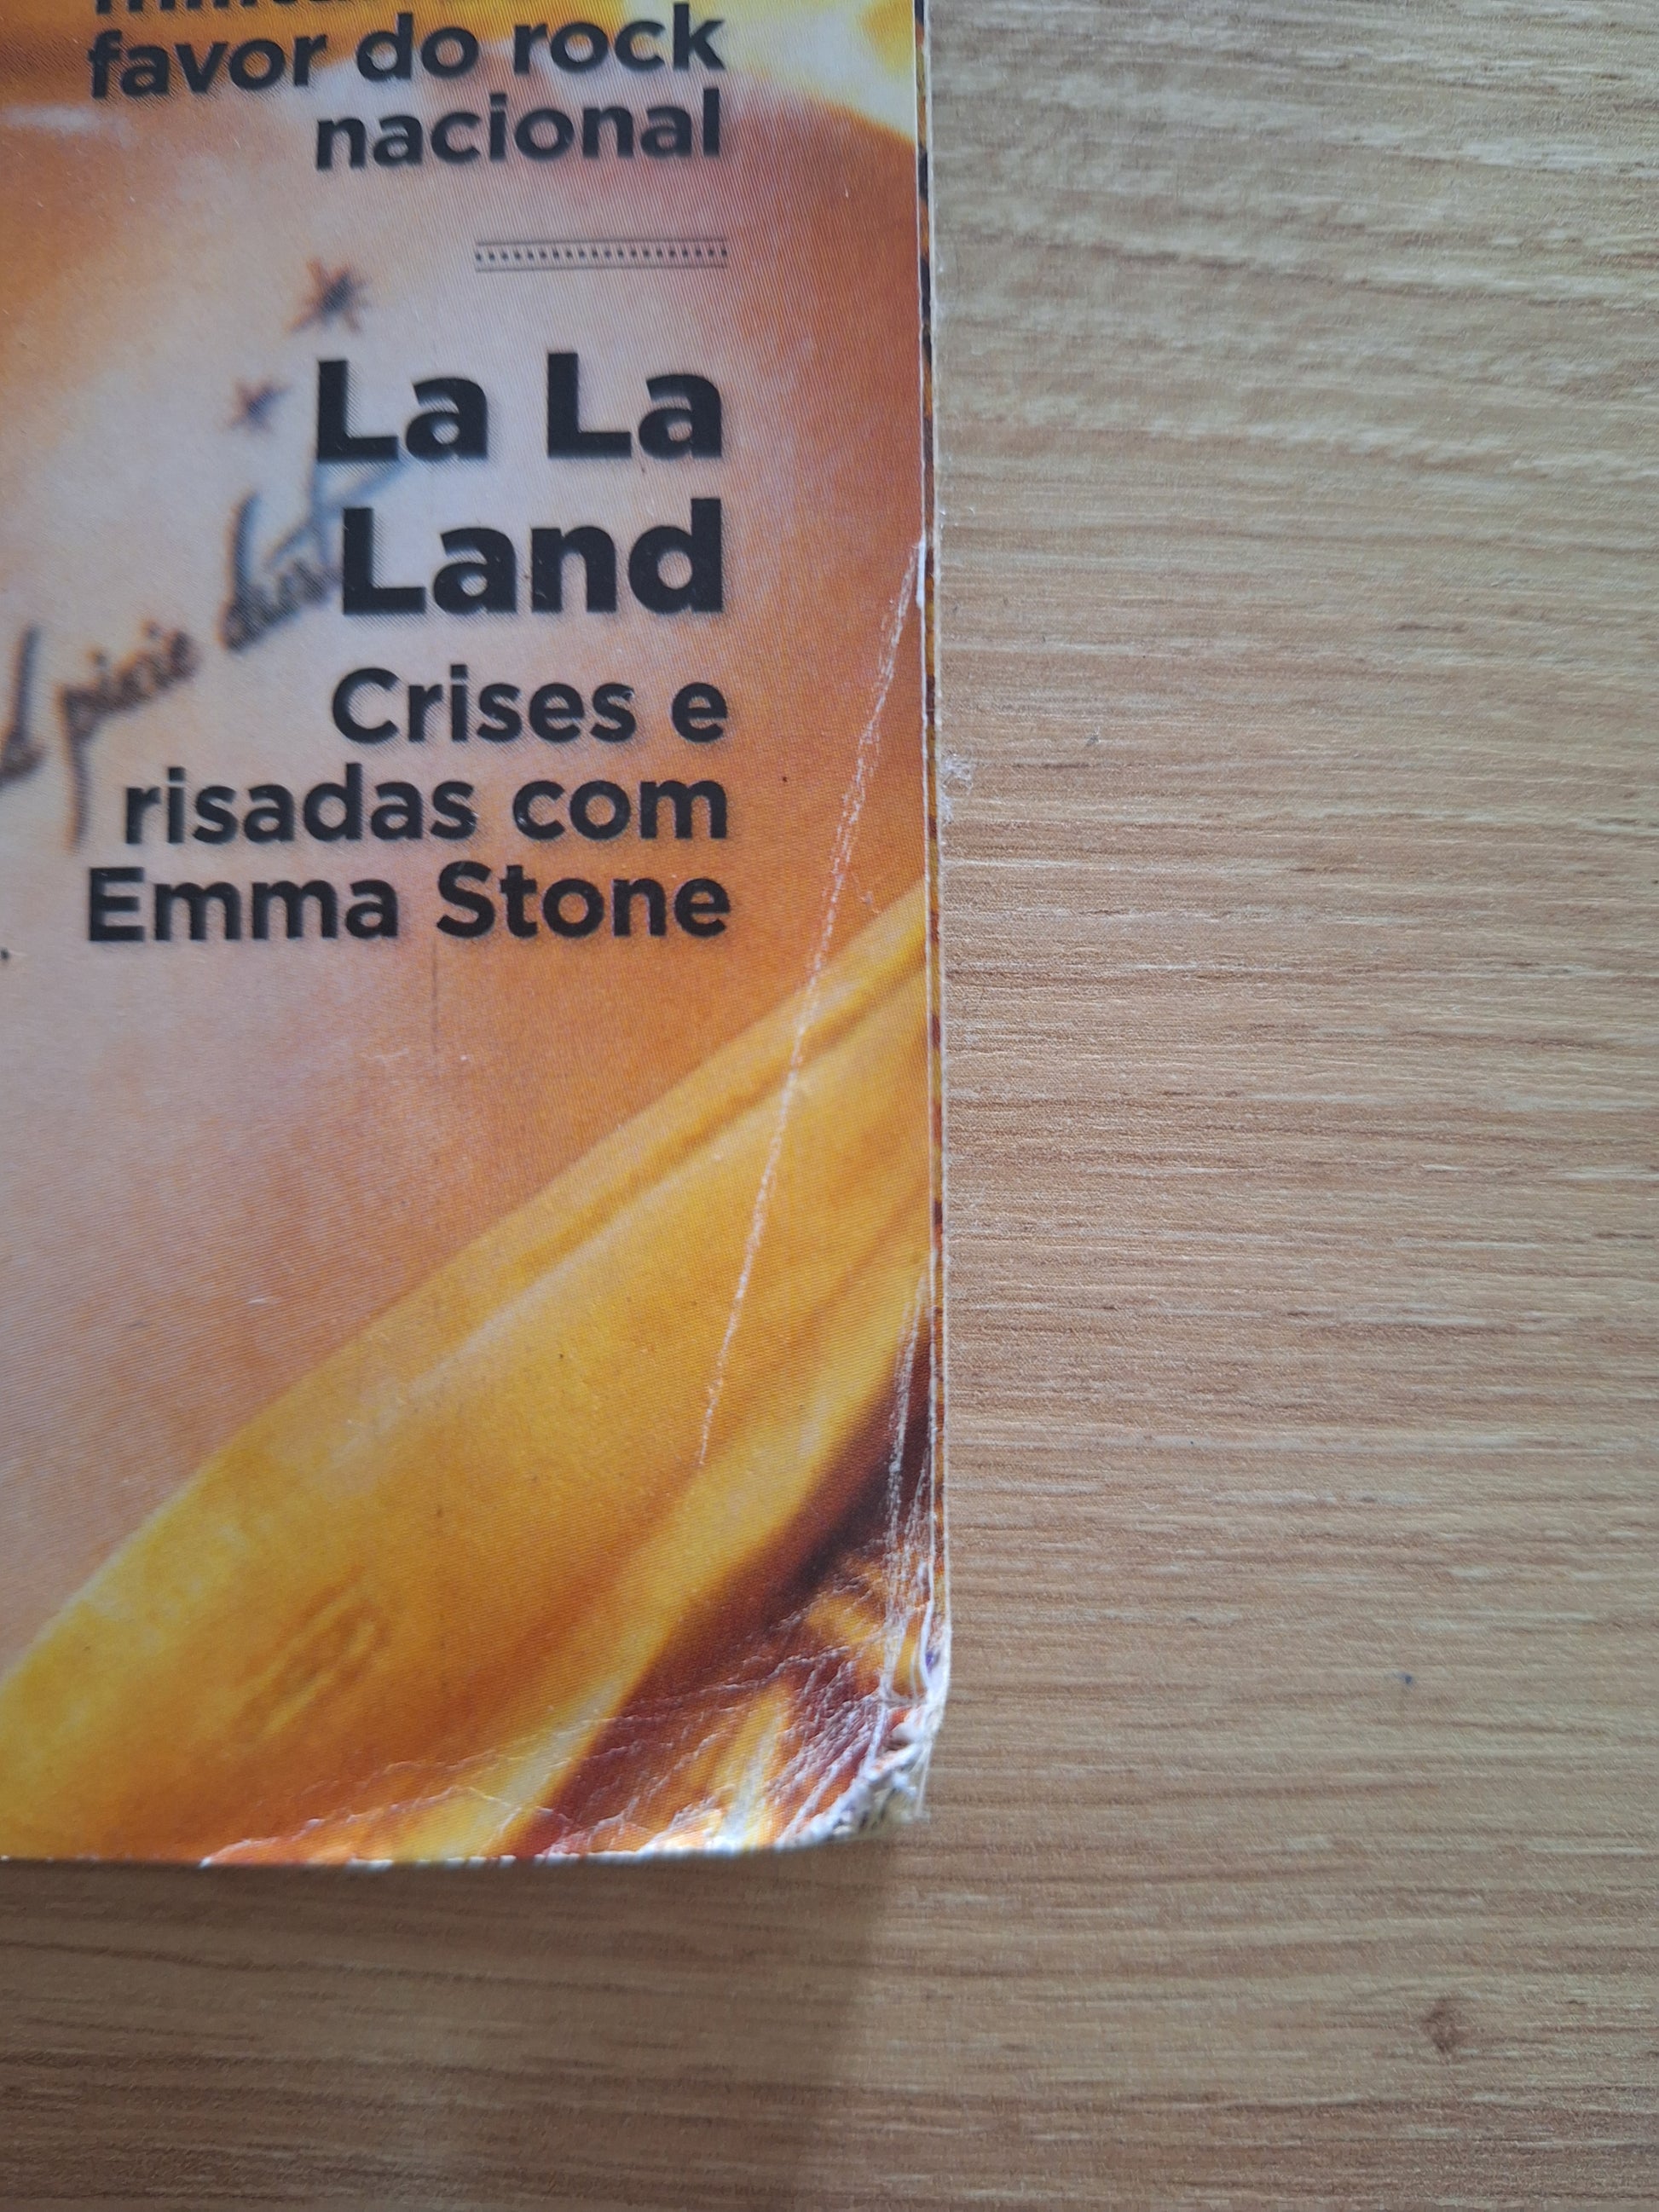 favor do rock
nacional
La La
Land
Crises e
risadas com
Emma Stone